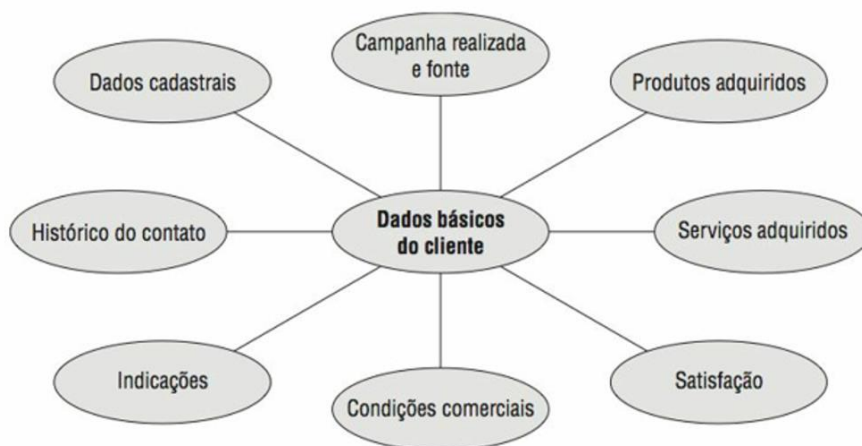 Campanha realizada
e fonte
Dados cadastrais
Produtos adquiridos
Histórico do contato
Dados básicos
do cliente
Serviços adquiridos
Indicações
Condições comerciais
Satisfação